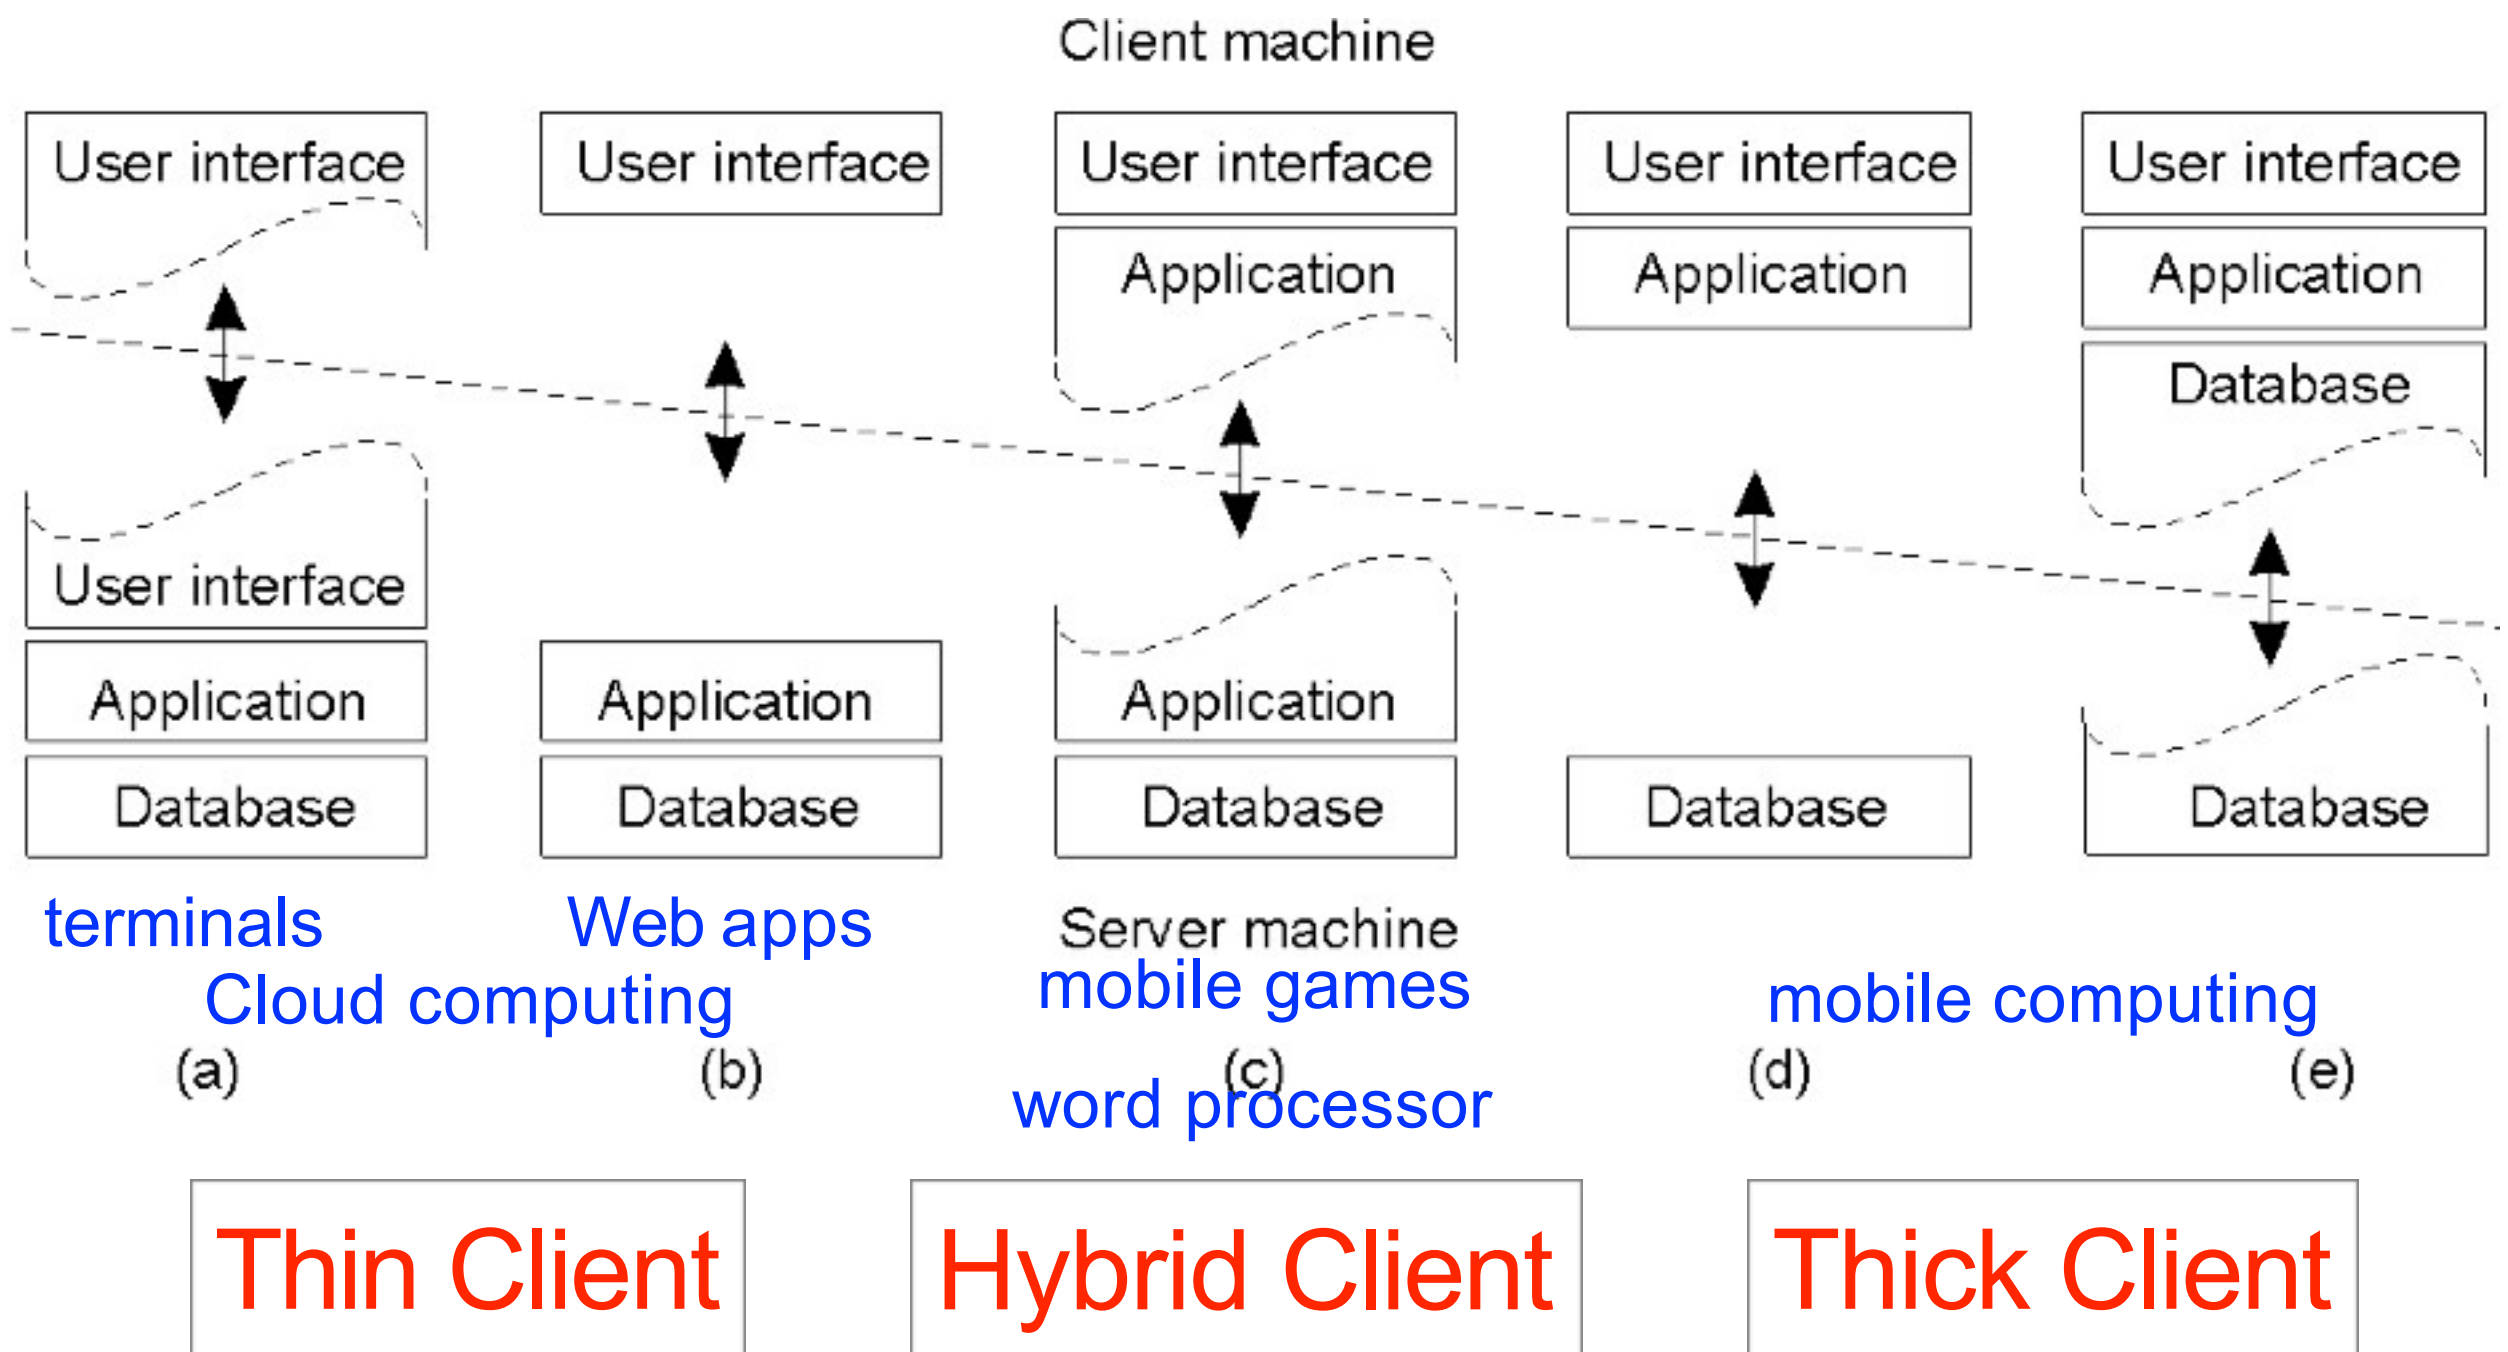 Client machine
User interface User interface User interface User interface User interface
Application Application Application
Database
User interface
Application Application Application
Database Database Database Database Database
terminals Web apps Server machine
Cloud computing mobile games mobile computing
(a) (b) (c) (d) (e)
word processor
Thin Client Hybrid Client Thick Client